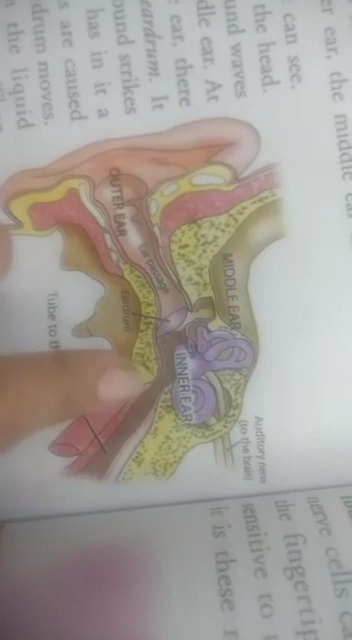 er ear, the middle
can see.
the head.
und waves
dle ear. At
ear, there
eardrum. It
ound strikes
has in it a
s are caused
drum moves.
the liquid
OUTER EAR
Ear passage
Eardrum
MIDDLE EAR
INNER EAR
Tube to th
Auditory nerve
(to the brain)
nerve cells
the fingertip
sensitive to
It is these